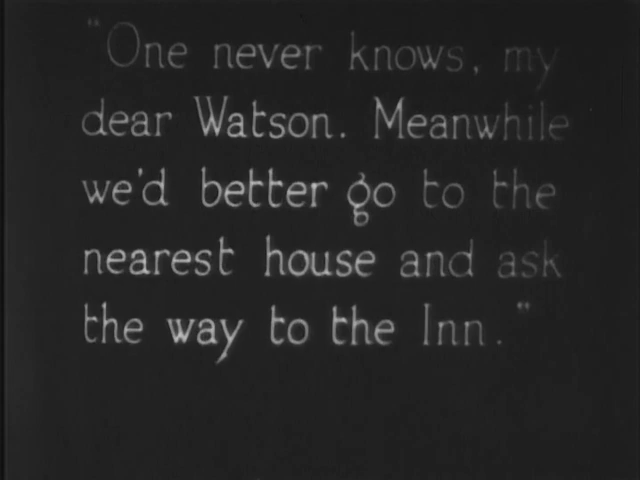 "One never knows, my
dear Watson. Meanwhile
we'd better go to the
nearest house and ask
the way to the Inn."